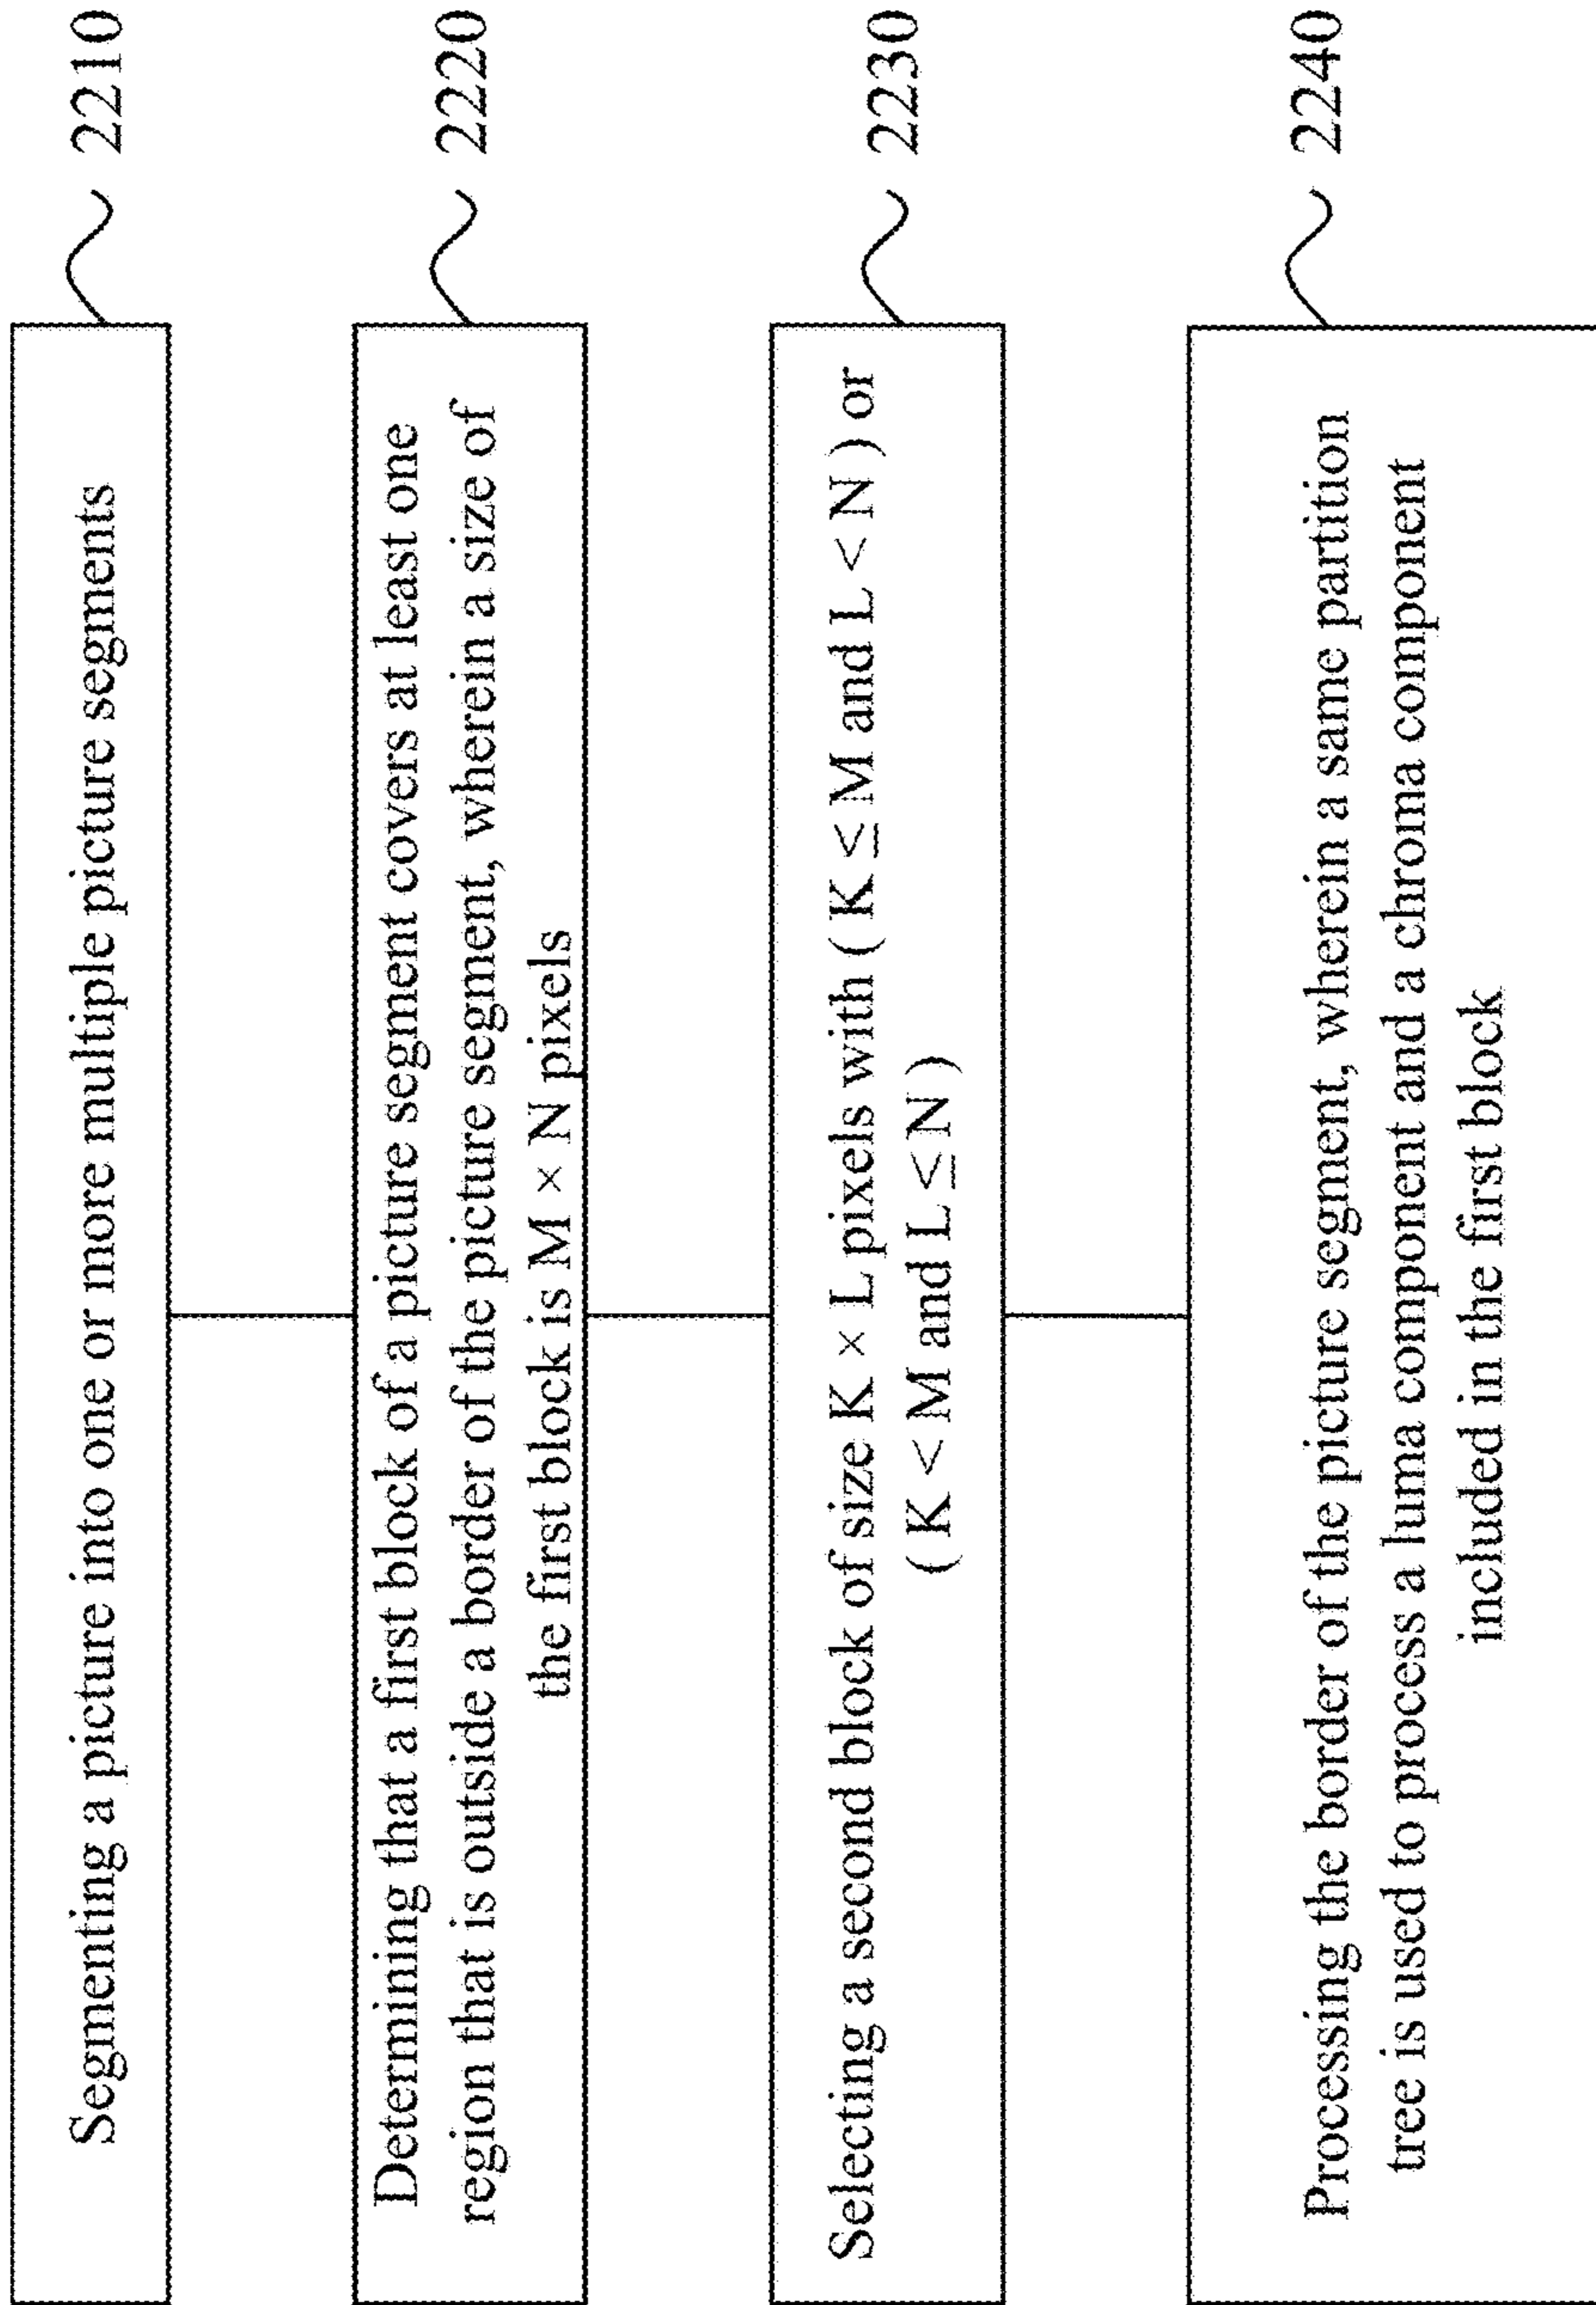 Segmenting a picture into one or more multiple picture segments
2210
Determining that a first block of a picture segment covers at least one
region that is outside a border of the picture segment, wherein a size of
the first block is M × N pixels
2220
Selecting a second block of size K × L pixels with ( K ≤ M and L < N ) or
( K < M and L ≤ N )
2230
Processing the border of the picture segment, wherein a same partition
tree is used to process a luma component and a chroma component
included in the first block
2240